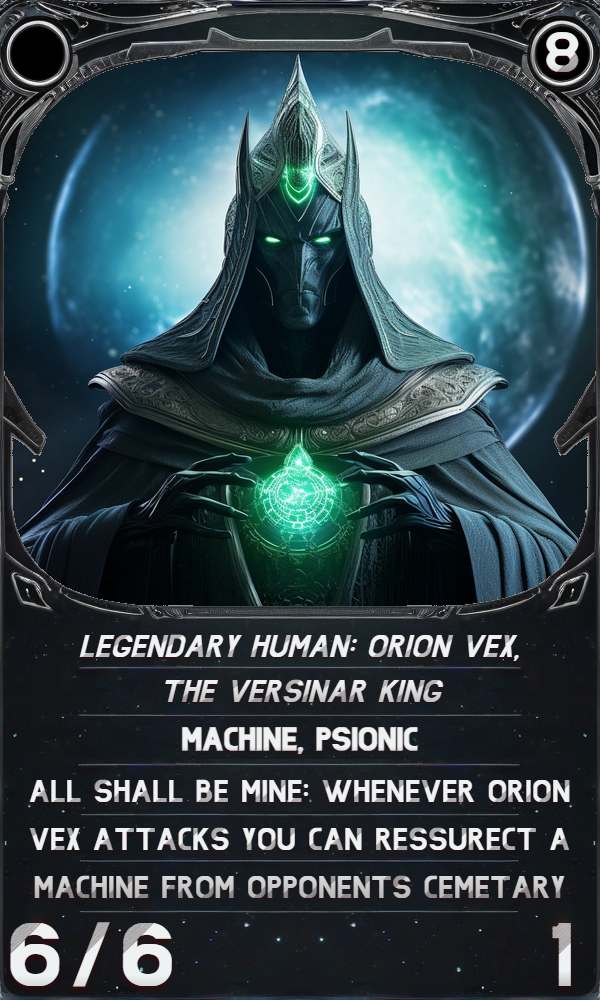 8
LEGENDARY HUMAN: ORION VEX,
THE VERSINAR KING
MACHINE, PSIONIC
ALL SHALL BE MINE: WHENEVER ORION
VEX ATTACKS YOU CAN RESSURECT A
MACHINE FROM OPPONENTS CEMETARY
6/6 1